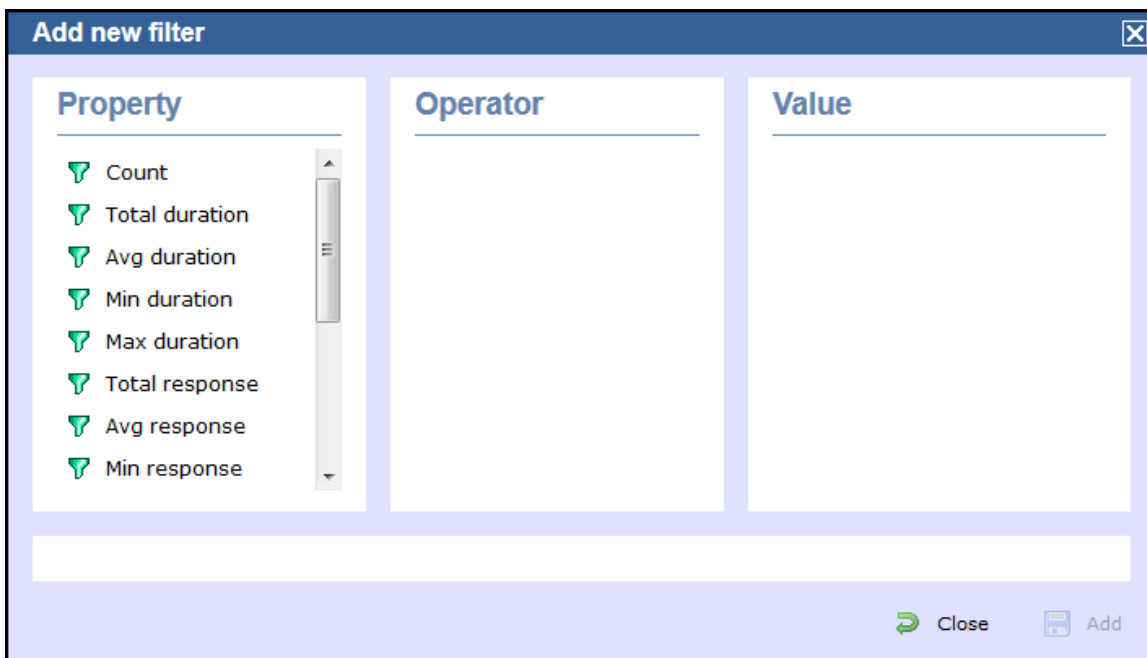 Add new filter
Property
Count
Total duration
Avg duration
Min duration
Max duration
Total response
Avg response
Min response
Operator
Value
Close
Add